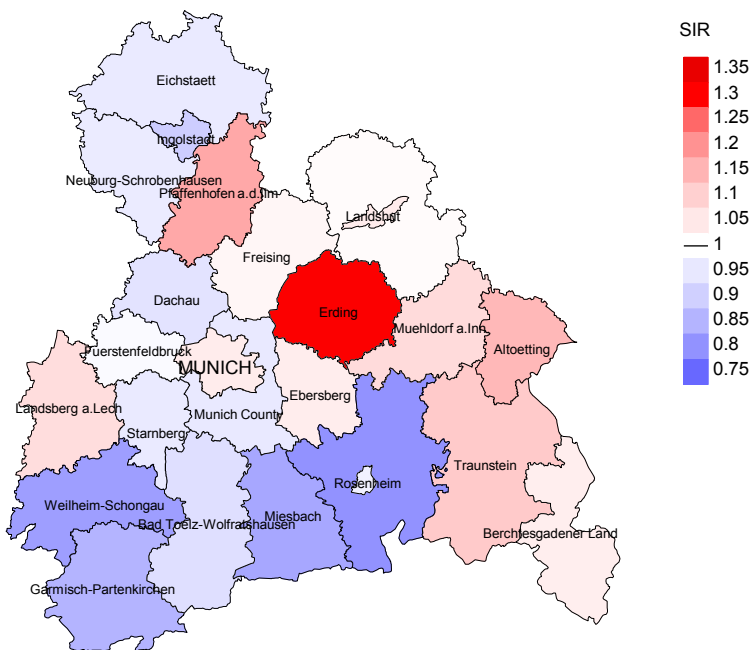 SIR
1.35
1.3
1.25
1.2
1.15
1.1
1.05
1
0.95
0.9
0.85
0.8
0.75
Eichstaett
Ingolstadt
Neuburg-Schrobenhausen
Pfaffenhofen a.d.Ilm
Landshut
Freising
Dachau
Erding
Muehldorf a.Inn
Altoetting
Fuerstenfeldbruck
MUNICH
Ebersberg
Landsberg a.Lech
Munich County
Starnberg
Traunstein
Rosenheim
Weilheim-Schongau
Miesbach
Bad Toelz-Wolfratshausen
Berchtesgadener Land
Garmisch-Partenkirchen